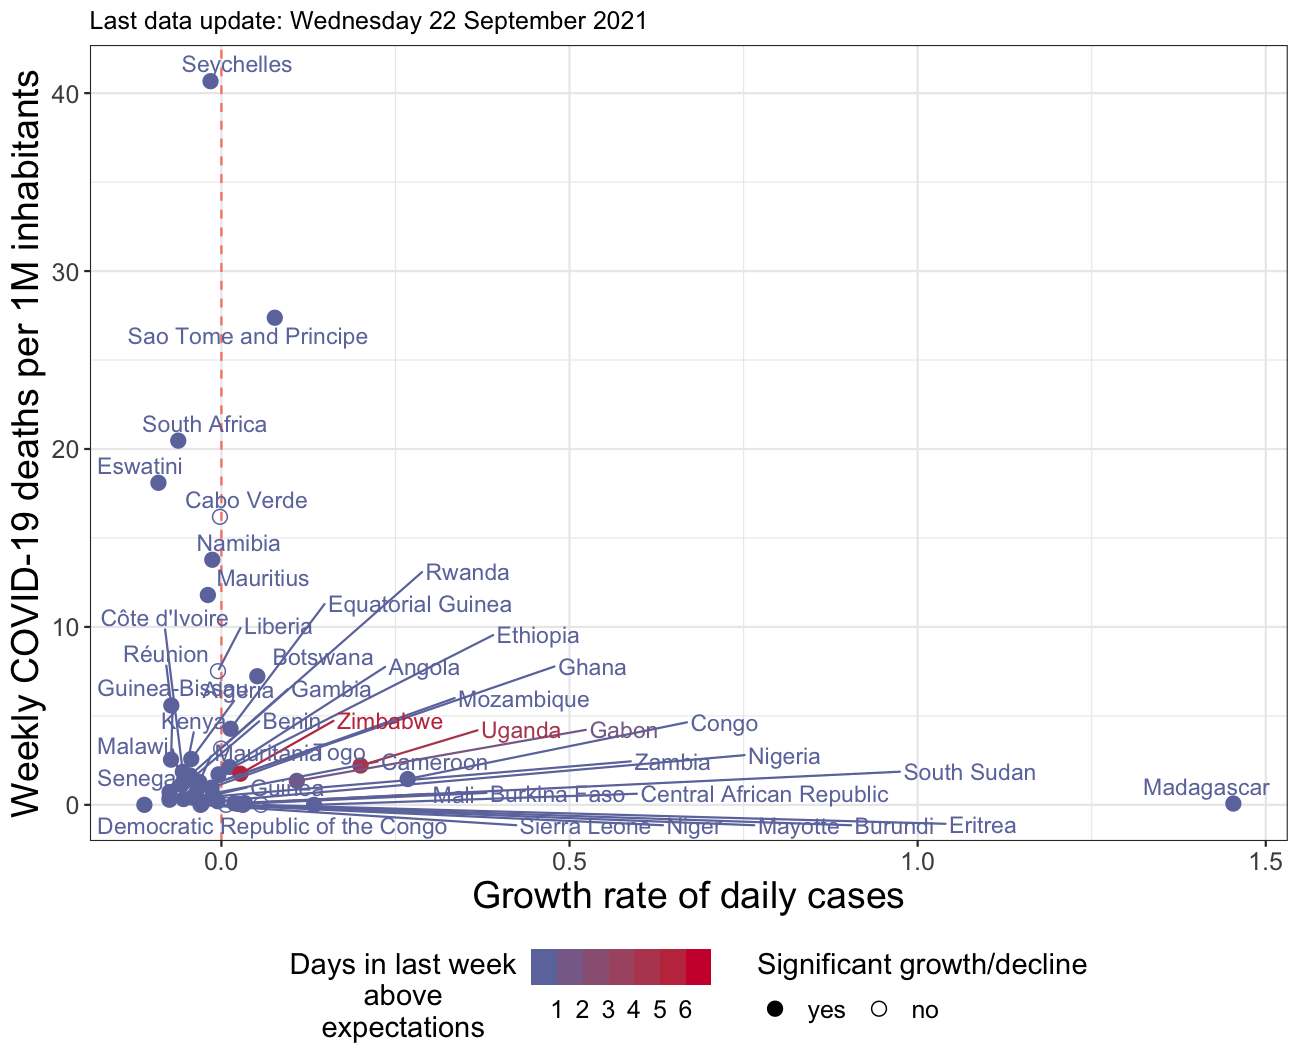 Last data update: Wednesday 22 September 2021
Weekly COVID-19 deaths per 1M inhabitants
40
30
20
10
0
Seychelles
Sao Tome and Principe
South Africa
Eswatini
Cabo Verde
Namibia
Mauritius
Rwanda
Equatorial Guinea
Côte d'Ivoire
Liberia
Ethiopia
Réunion
Botswana
Angola
Ghana
Guinea-Bissau
Algeria
Gambia
Mozambique
Kenya
Benin
Zimbabwe
Uganda
Gabon
Congo
Malawi
Mauritania
Togo
Cameroon
Zambia
Nigeria
South Sudan
Senegal
Guinea
Mali
Burkina Faso
Central African Republic
Madagascar
Democratic Republic of the Congo
Sierra Leone
Niger
Mayotte
Burundi
Eritrea
0.0
0.5
1.0
1.5
Growth rate of daily cases
Days in last week
above
expectations
1 2 3 4 5 6
Significant growth/decline
yes
no